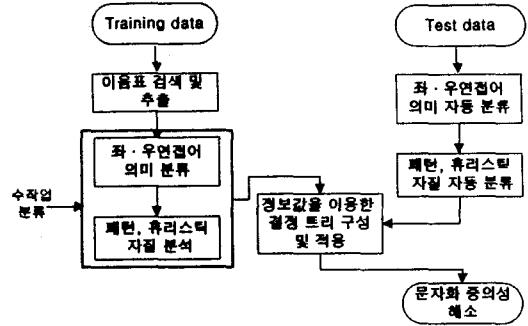 Training data
이음표 검색 및
추출
좌 · 우연접어
의미 분류
수작업
분류
패턴, 휴리스틱
자질 분석
정보값을 이용한
결정 트리 구성
및 적용
Test data
좌 · 우연접어
의미 자동 분류
패턴, 휴리스틱
자질 자동 분류
문자화 중의성
해소